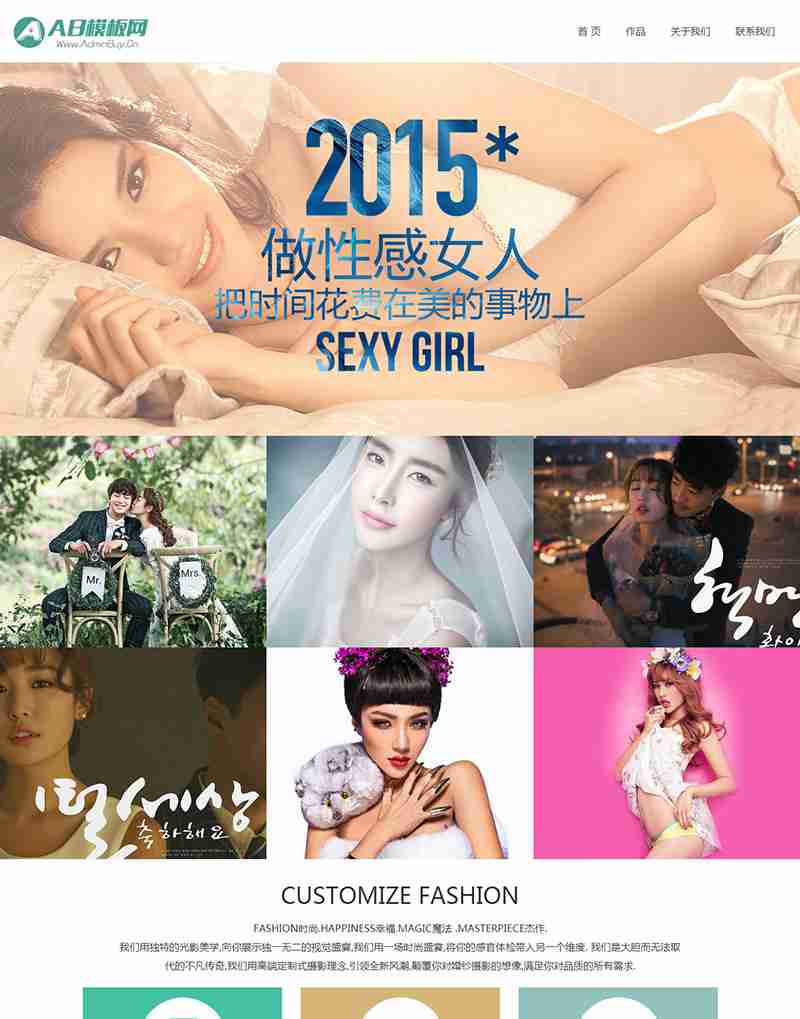 AB模板网
Www.AdminBuy.Cn
首 页 作品 关于我们 联系我们
2015*
做性感女人
把时间花费在美的事物上
SEXY GIRL
Mr.
Mrs.
화이
축하해요
CUSTOMIZE FASHION
FASHION时尚.HAPPINESS幸福.MAGIC魔法 .MASTERPIECE杰作.
我们用独特的光影美学,向你展示独一无二的视觉盛宴,我们用一场时尚盛宴,将你的感官体检带入另一个维度. 我们是大胆而无法取
代的不凡传奇,我们用高端定制式摄影理念,引领全新风潮,颠覆你对婚纱摄影的想像,满足你对品质的所有需求.